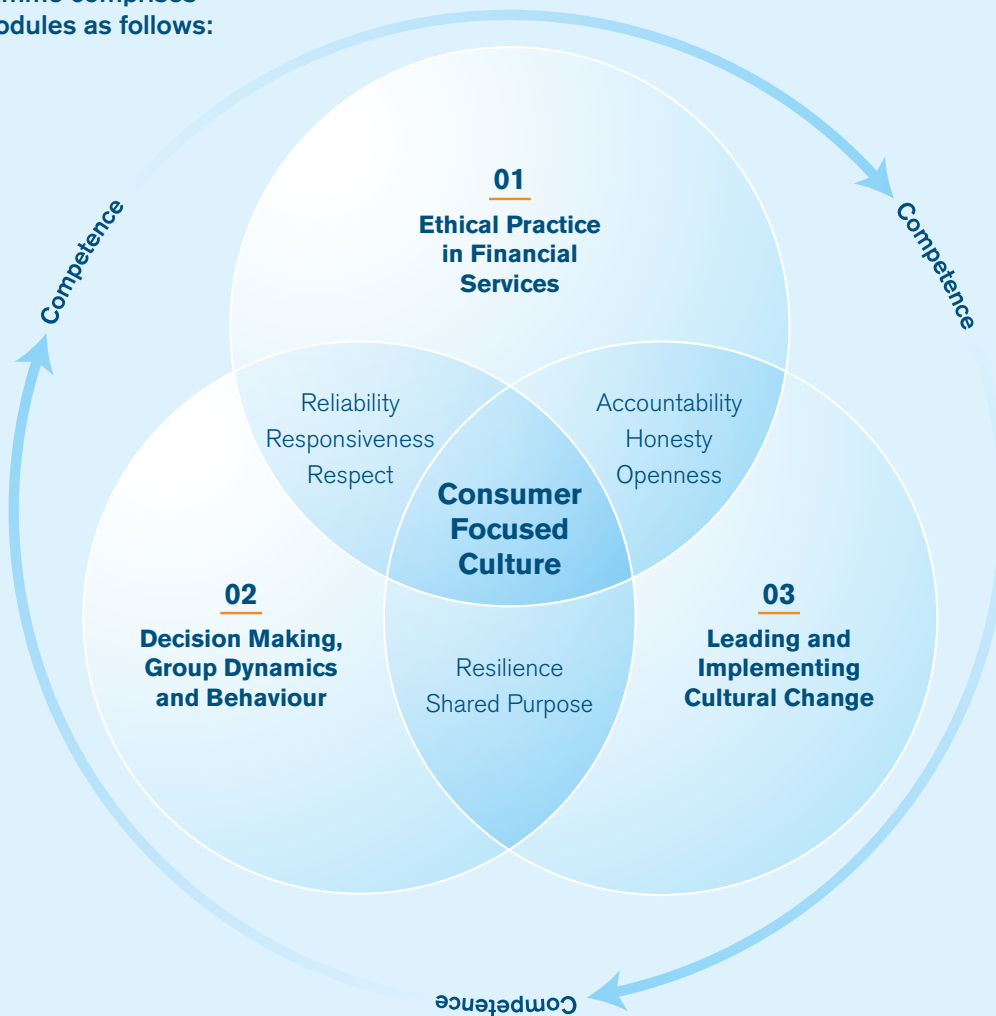 comprises
as follows:
Competence
Competence
01
Ethical Practice
in Financial
Services
Reliability
Responsiveness
Respect
Accountability
Honesty
Openness
Consumer
Focused
Culture
02
Decision Making,
Group Dynamics
and Behaviour
03
Leading and
Implementing
Cultural Change
Resilience
Shared Purpose
Competence